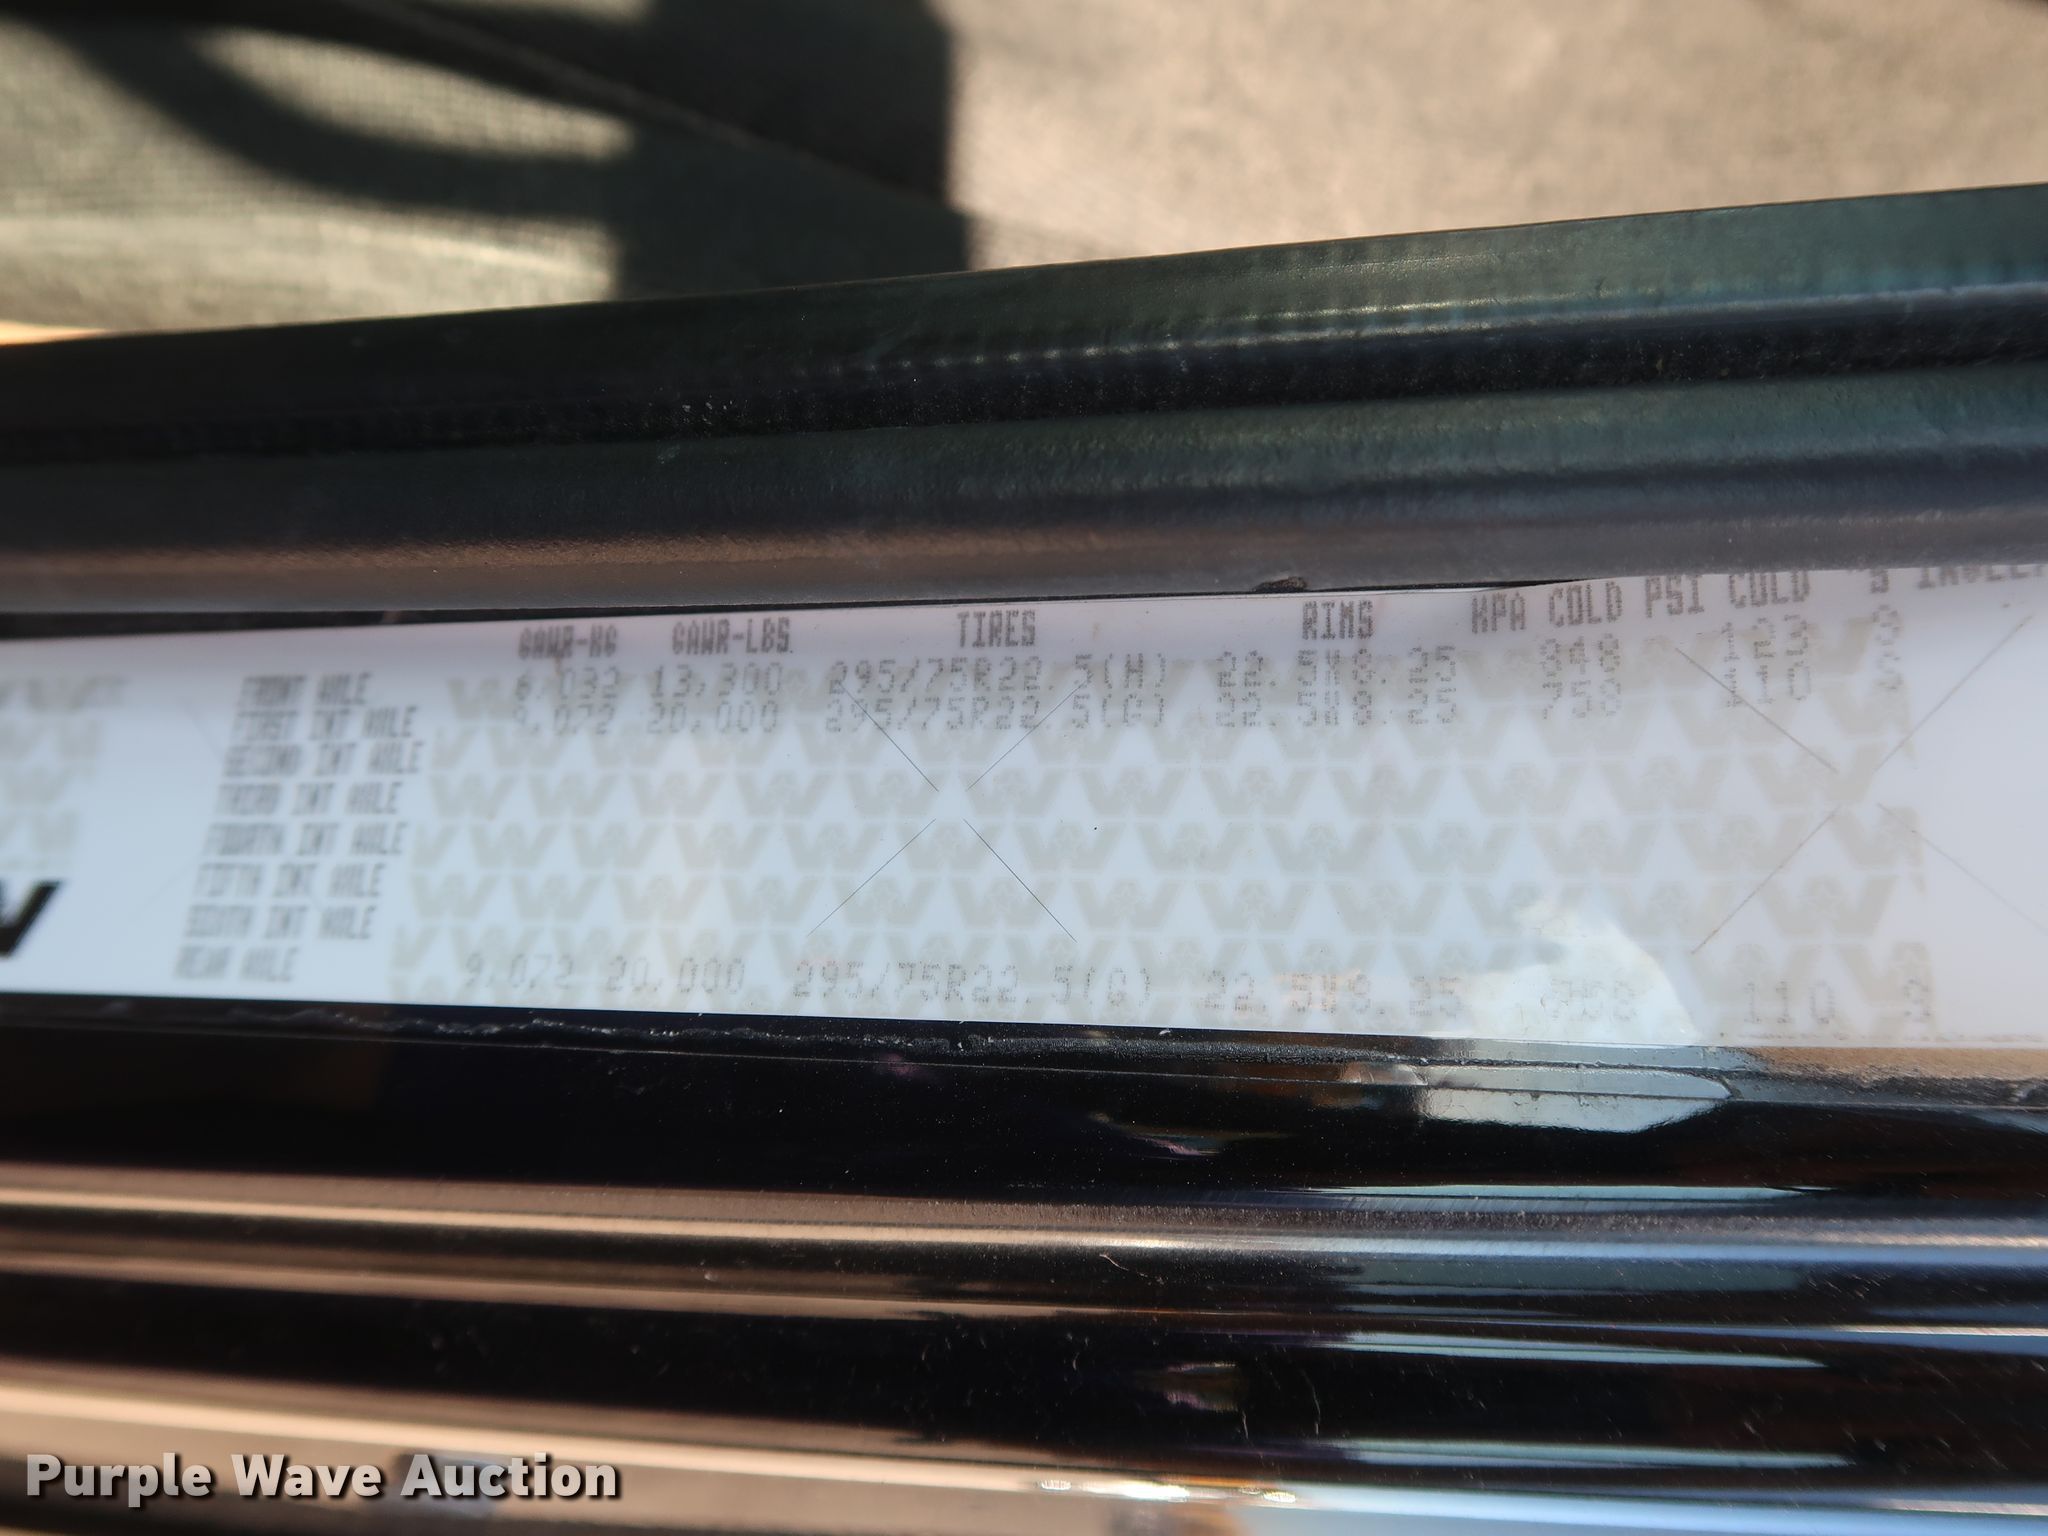 GAWR-KG GAWR-LBS TIRES RIMS KPA COLD PSI COLD
FRONT AXLE 6,032 13,300 295/75R22.5(H) 22.5X8.25 848 123
FIRST INT AXLE 9,072 20,000 295/75R22.5(G) 22.5X8.25 758 110
SECOND INT AXLE
THIRD INT AXLE
FOURTH INT AXLE
FIFTH INT AXLE
SIXTH INT AXLE
REAR AXLE 9,072 20,000 295/75R22.5(G) 22.5X8.25 110
Purple Wave Auction